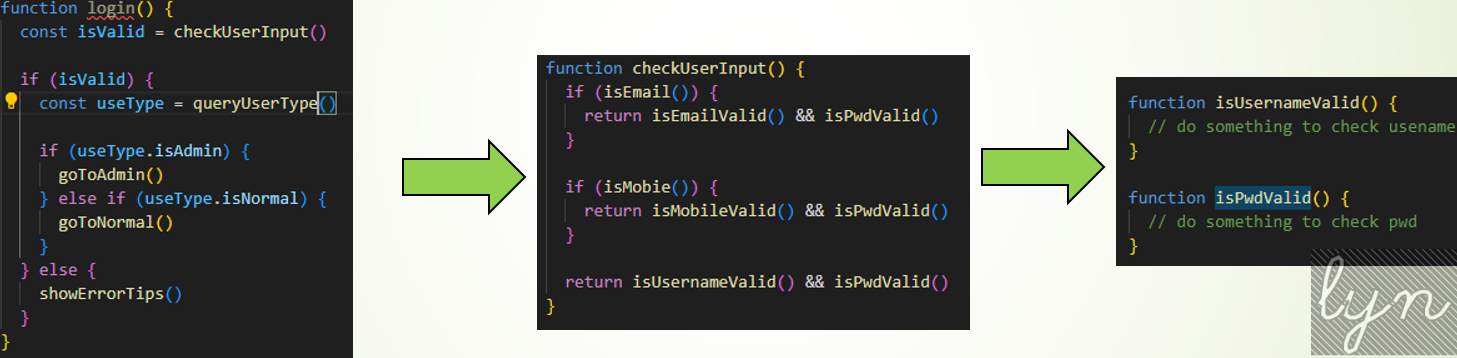 function login() {
const isValid = checkUserInput()
if (isValid) {
const useType = queryUserType()
if (useType.isAdmin) {
goToAdmin()
} else if (useType.isNormal) {
goToNormal()
}
} else {
showErrorTips()
}
}
function checkUserInput() {
if (isEmail()) {
return isEmailValid() && isPwdValid()
}
if (isMobie()) {
return isMobileValid() && isPwdValid()
}
return isUsernameValid() && isPwdValid()
}
function isUsernameValid() {
// do something to check usename
}
function isPwdValid() {
// do something to check pwd
}
lyn